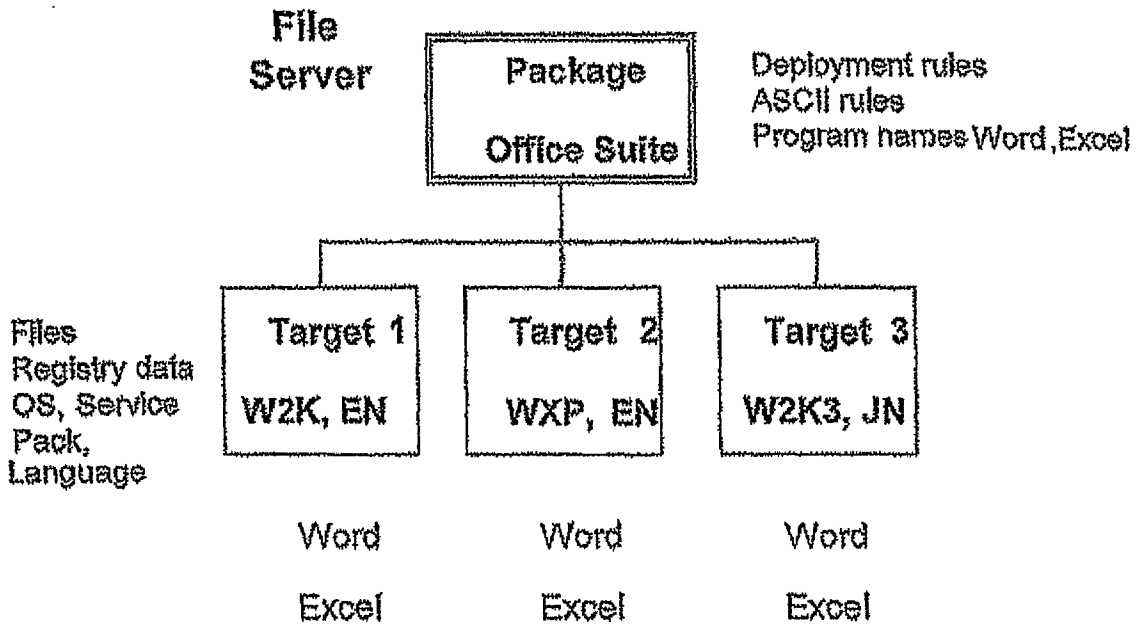 File
Server
Package
Office Suite
Deployment rules
ASCII rules
Program names Word,Excel
Files
Registry data
OS, Service
Pack,
Language
Target 1
W2K, EN
Target 2
WXP, EN
Target 3
W2K3, JN
Word
Word
Word
Excel
Excel
Excel